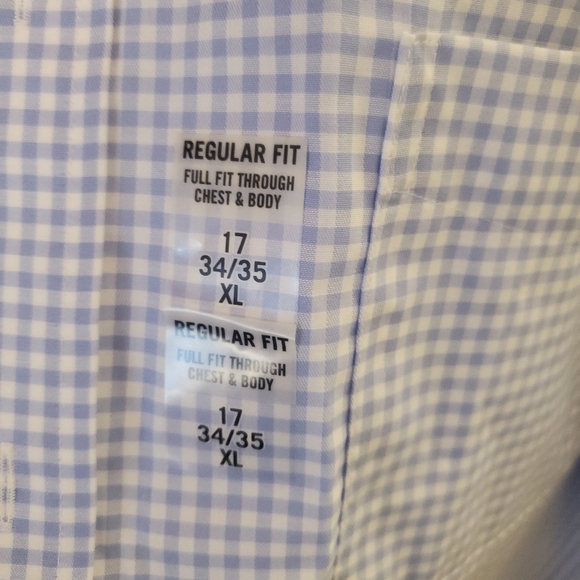 REGULAR FIT
FULL FIT THROUGH
CHEST & BODY
17
34/35
XL
REGULAR FIT
FULL FIT THROUGH
CHEST & BODY
17
34/35
XL